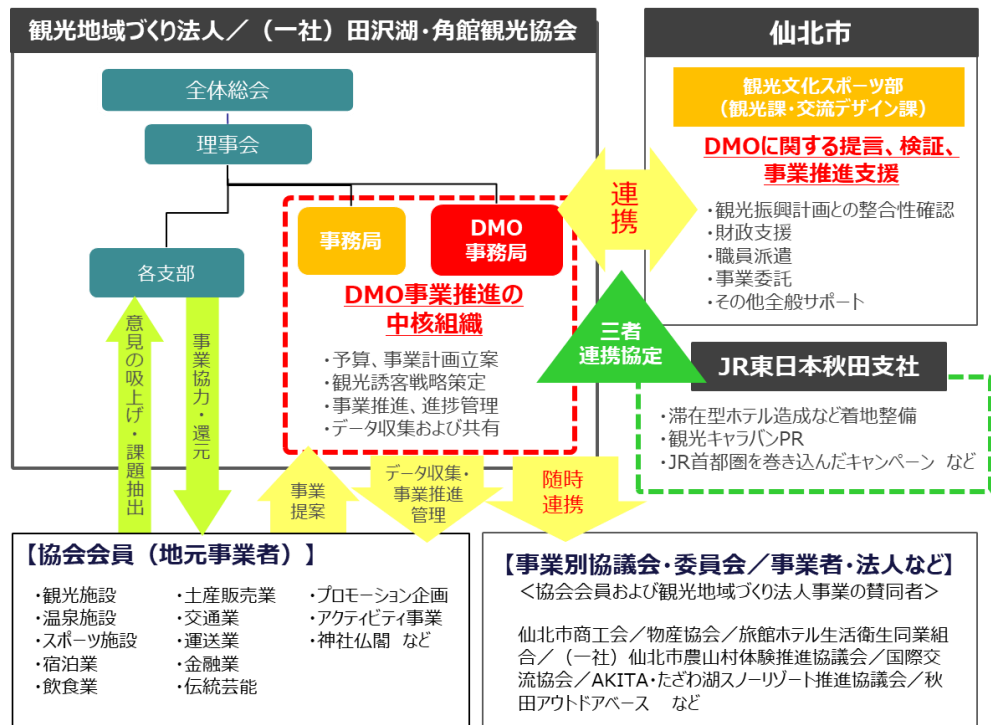 観光地域づくり法人／（一社）田沢湖・角館観光協会
全体総会
理事会
各支部
事務局
DMO
事務局
DMO事業推進の
中核組織
・予算、事業計画立案
・観光誘客戦略策定
・事業推進、進捗管理
・データ収集および共有
意見の吸上げ・課題抽出
事業協力・還元
事業
提案
データ収集・
事業推進
管理
随時
連携
連携
三者
連携協定
仙北市
観光文化スポーツ部
（観光課・交流デザイン課）
DMOに関する提言、検証、
事業推進支援
・観光振興計画との整合性確認
・財政支援
・職員派遣
・事業委託
・その他全般サポート
JR東日本秋田支社
・滞在型ホテル造成など着地整備
・観光キャラバンPR
・JR首都圏を巻き込んだキャンペーン など
【協会会員（地元事業者）】
・観光施設
・温泉施設
・スポーツ施設
・宿泊業
・飲食業
・土産販売業
・交通業
・運送業
・金融業
・伝統芸能
・プロモーション企画
・アクティビティ事業
・神社仏閣 など
【事業別協議会・委員会／事業者・法人など】
＜協会会員および観光地域づくり法人事業の賛同者＞
仙北市商工会／物産協会／旅館ホテル生活衛生同業組
合／（一社）仙北市農山村体験推進協議会／国際交
流協会／AKITA・たざわ湖スノーリゾート推進協議会／秋
田アウトドアベース など